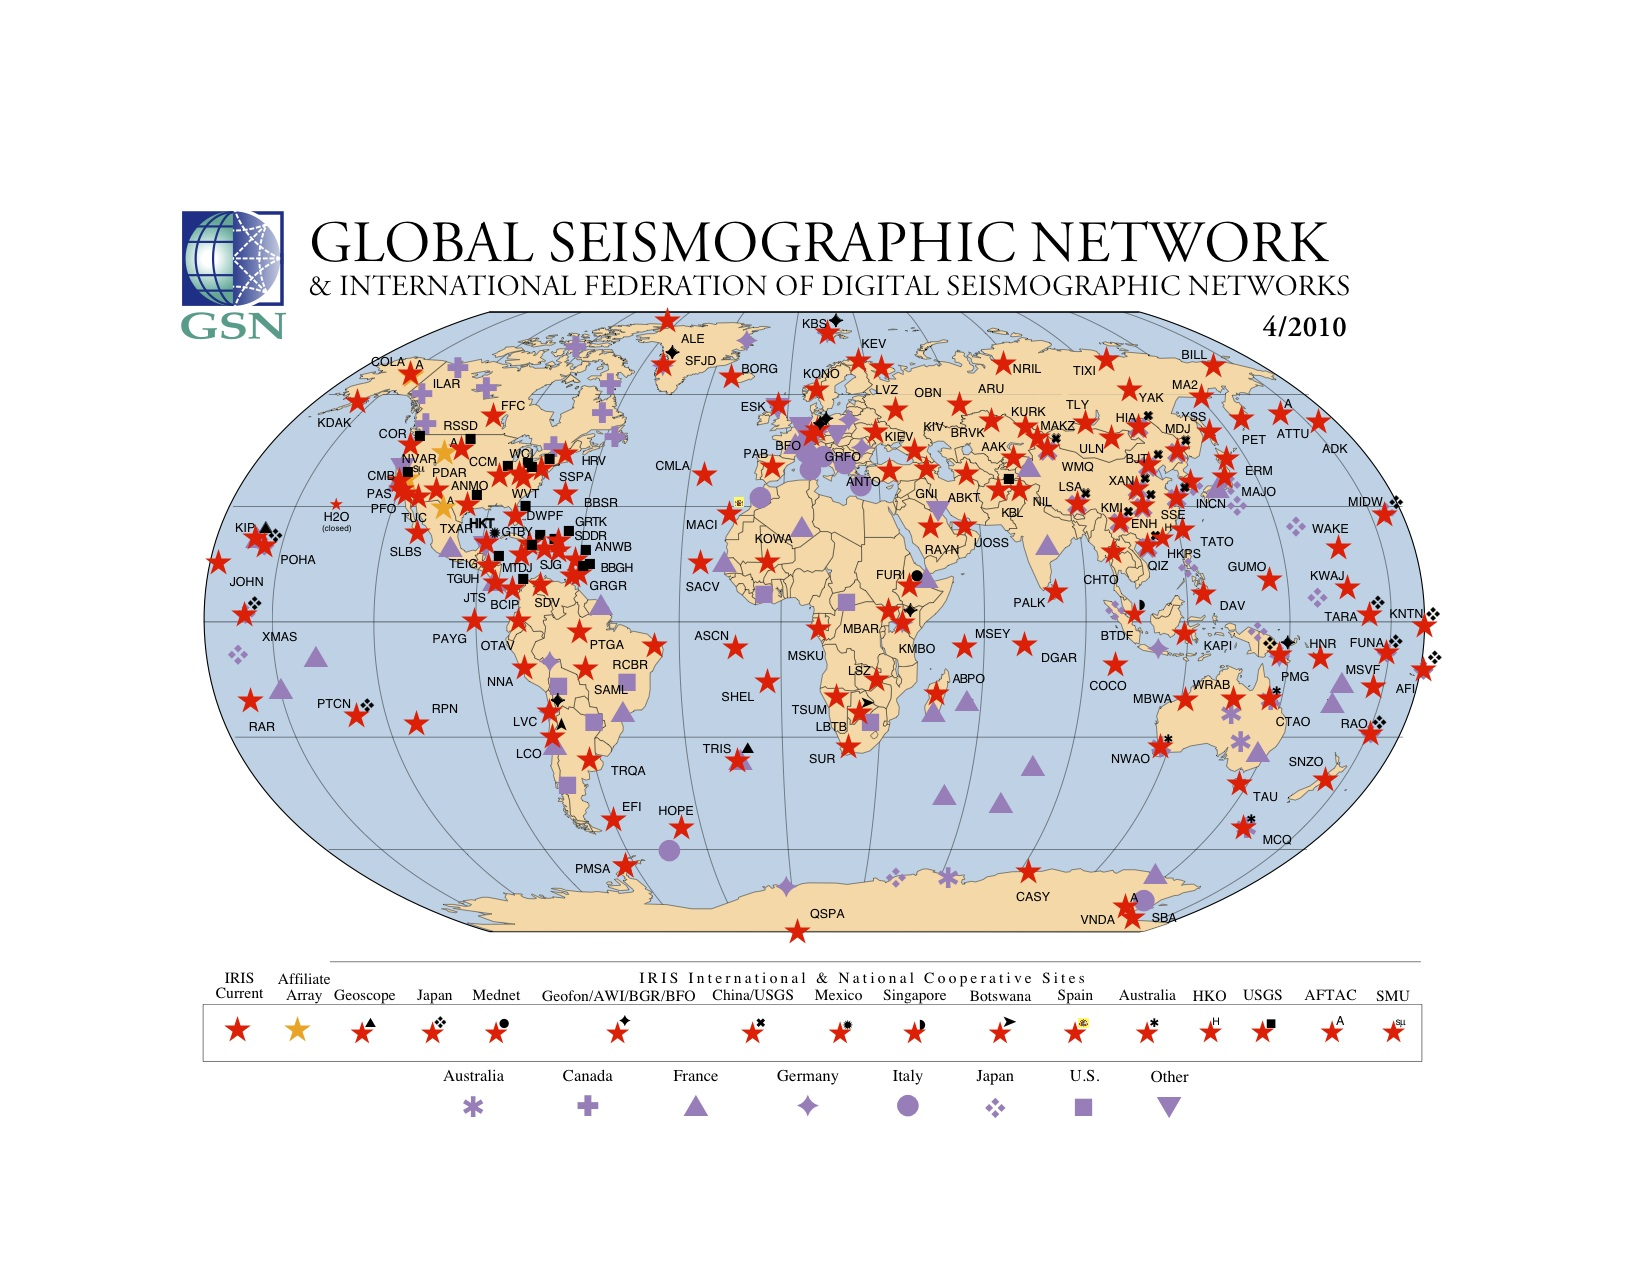 GLOBAL SEISMOGRAPHIC NETWORK
& INTERNATIONAL FEDERATION OF DIGITAL SEISMOGRAPHIC NETWORKS
GSN
4/2010
KBS
ALE
KEV
COLA
A
SFJD
BORG
KONO
NRIL
TIXI
BILL
ILAR
LVZ
OBN
ARU
MA2
YAK
KDAK
FFC
ESK
KURK
TLY
HIA
YSS
A
PET
ATTU
ADK
COR
RSSD
A
KIEV
KIV
BRVK
MAKZ
MDJ
NVAR
sµ
PDAR
CCM
WCI
HRV
CMLA
PAB
BFO
GRFO
AAK
ULN
BJT
ERM
CMB
SSPA
ANTO
WMQ
XAN
MAJO
PAS
ANMO
WVT
BBSR
GNI
ABKT
LSA
INCN
MIDW
PFO
A
H2O
(closed)
TUC
TXAR
HKT
DWPF
GRTK
MACI
KBL
NIL
KMI
ENH
SSE
H
WAKE
KIP
POHA
SLBS
GTBY
SDDR
ANWB
KOWA
RAYN
UOSS
TATO
HKPS
QIZ
JOHN
TEIG
MTDJ
SJG
BBGH
SACV
FURI
CHTO
GUMO
KWAJ
TGUH
GRGR
JTS
BCIP
SDV
PALK
DAV
TARA
KNTN
XMAS
PAYG
OTAV
PTGA
ASCN
MBAR
KMBO
MSEY
DGAR
BTDF
KAPI
HNR
FUNA
MSKU
NNA
RCBR
SAML
LSZ
ABPO
COCO
WRAB
PMG
MSVF
AFI
SHEL
MBWA
RAR
PTCN
RPN
LVC
TSUM
LBTB
CTAO
RAO
LCO
TRIS
SUR
NWAO
SNZO
TRQA
TAU
EFI
HOPE
MCQ
PMSA
CASY
A
VNDA
SBA
QSPA
IRIS International & National Cooperative Sites
IRIS Current
Affiliate Array
Geoscope
Japan
Mednet
Geofon/AWI/BGR/BFO
China/USGS
Mexico
Singapore
Botswana
Spain
Australia
HKO
USGS
AFTAC
SMU
H
A
sµ
Australia
Canada
France
Germany
Italy
Japan
U.S.
Other